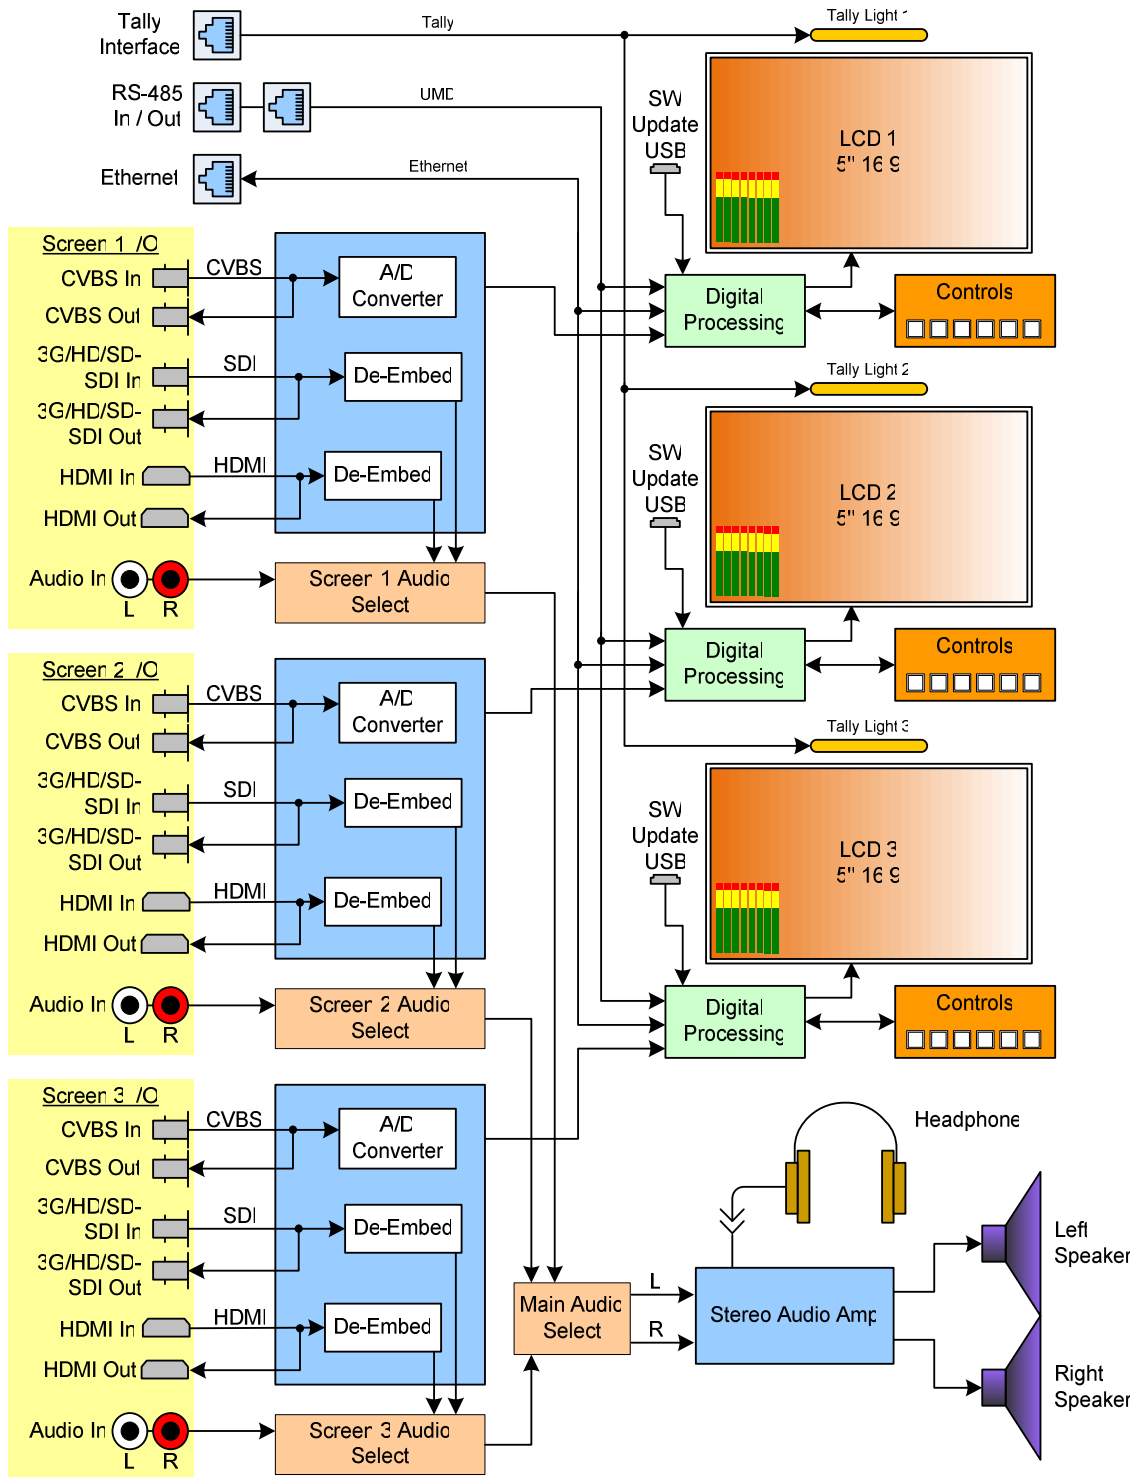 Tally
Interface
Tally
Tally Light 1
RS-485
In / Out
UMD
Ethernet
Ethernet
SW
Update
USB
LCD 1
5" 16 9
Screen 1 I/O
CVBS In
CVBS
A/D
Converter
CVBS Out
3G/HD/SD-
SDI In
SDI
De-Embed
3G/HD/SD-
SDI Out
HDMI In
HDMI
De-Embed
HDMI Out
Audio In
L R
Screen 1 Audio
Select
Digital
Processing
Controls
Tally Light 2
SW
Update
USB
LCD 2
5" 16 9
Digital
Processing
Controls
Screen 2 I/O
CVBS In
CVBS
A/D
Converter
CVBS Out
3G/HD/SD-
SDI In
SDI
De-Embed
3G/HD/SD-
SDI Out
HDMI In
HDMI
De-Embed
HDMI Out
Audio In
L R
Screen 2 Audio
Select
Tally Light 3
SW
Update
USB
LCD 3
5" 16 9
Digital
Processing
Controls
Screen 3 I/O
CVBS In
CVBS
A/D
Converter
CVBS Out
3G/HD/SD-
SDI In
SDI
De-Embed
3G/HD/SD-
SDI Out
HDMI In
HDMI
De-Embed
HDMI Out
Audio In
L R
Screen 3 Audio
Select
Main Audio
Select
L
R
Stereo Audio Amp
Headphone
Left
Speaker
Right
Speaker